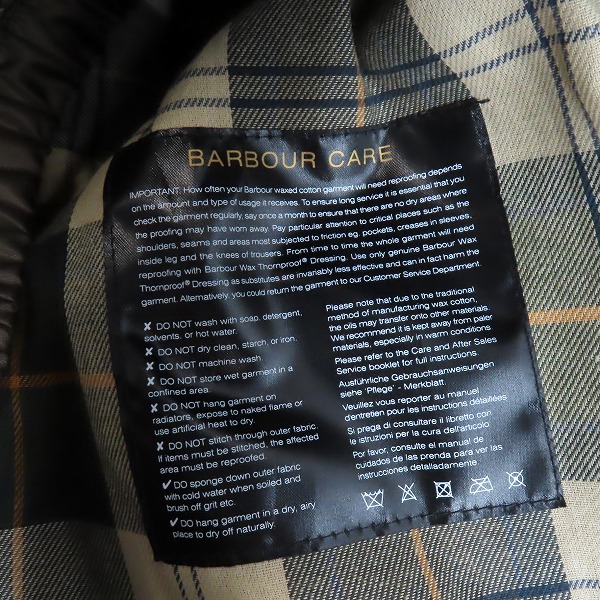 BARBOUR CARE
IMPORTANT: How often your Barbour waxed cotton garment will need reproofing depends
on the amount and type of usage it receives. To ensure long service it is essential that you
check the garment regularly, say once a month to ensure that there are no dry areas where
the proofing may have worn away. Pay particular attention to critical places such as the
shoulders, seams and areas most subjected to friction eg. pockets, creases in sleeves,
inside leg and the knees of trousers. From time to time the whole garment will need
reproofing with Barbour Wax Thornproof® Dressing. Use only genuine Barbour Wax
Thornproof® Dressing as substitutes are invariably less effective and can in fact harm the
garment. Alternatively, you could return the garment to our Customer Service Department.
✗ DO NOT wash with soap, detergent,
solvents, or hot water.
✗ DO NOT dry clean, starch, or iron.
✗ DO NOT machine wash.
✗ DO NOT store wet garment in a
confined area.
✗ DO NOT hang garment on
radiators, expose to naked flame or
use artificial heat to dry.
✗ DO NOT stitch through outer fabric.
If items must be stitched, the affected
area must be reproofed.
✓ DO sponge down outer fabric
with cold water when soiled and
brush off grit etc.
✓ DO hang garment in a dry, airy
place to dry off naturally.
Please note that due to the traditional
method of manufacturing wax cotton,
the oils may transfer onto other materials.
We recommend it is kept away from paler
materials, especially in warm conditions
Please refer to the Care and After Sales
Service booklet for full instructions.
Ausführliche Gebrauchsanweisungen
siehe 'Pflege' - Merkblatt.
Veuillez vous reporter au manuel
d'entretien pour les instructions détaillées
Si prega di consultare il libretto con
le istruzioni per la cura dell'articolo
Por favor, consulte el manual de
cuidados de las prenda para ver las
instrucciones detalladamente